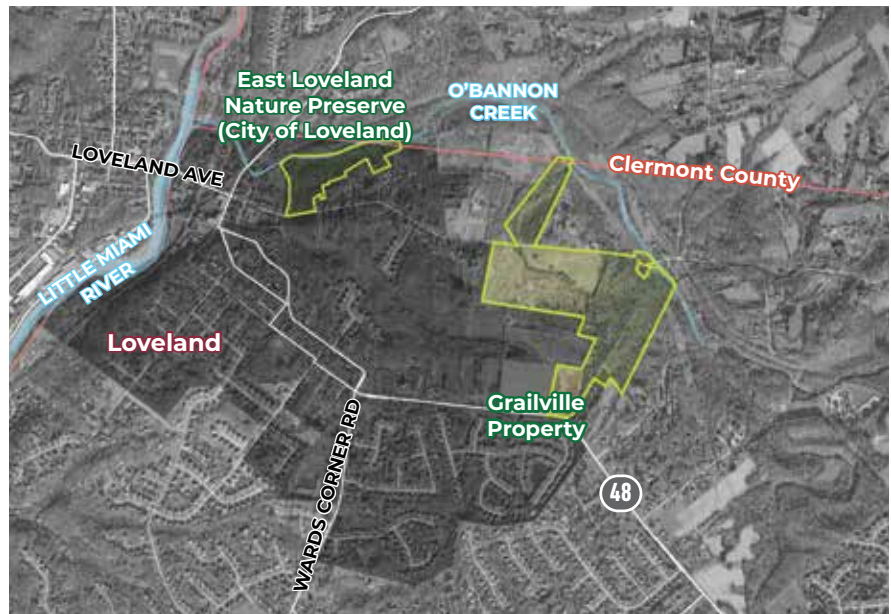 East Loveland
Nature Preserve
(City of Loveland)
O'BANNON
CREEK
LOVELAND AVE
Clermont County
LITTLE MIAMI
RIVER
Loveland
Grailville
Property
WARDS CORNER RD
48